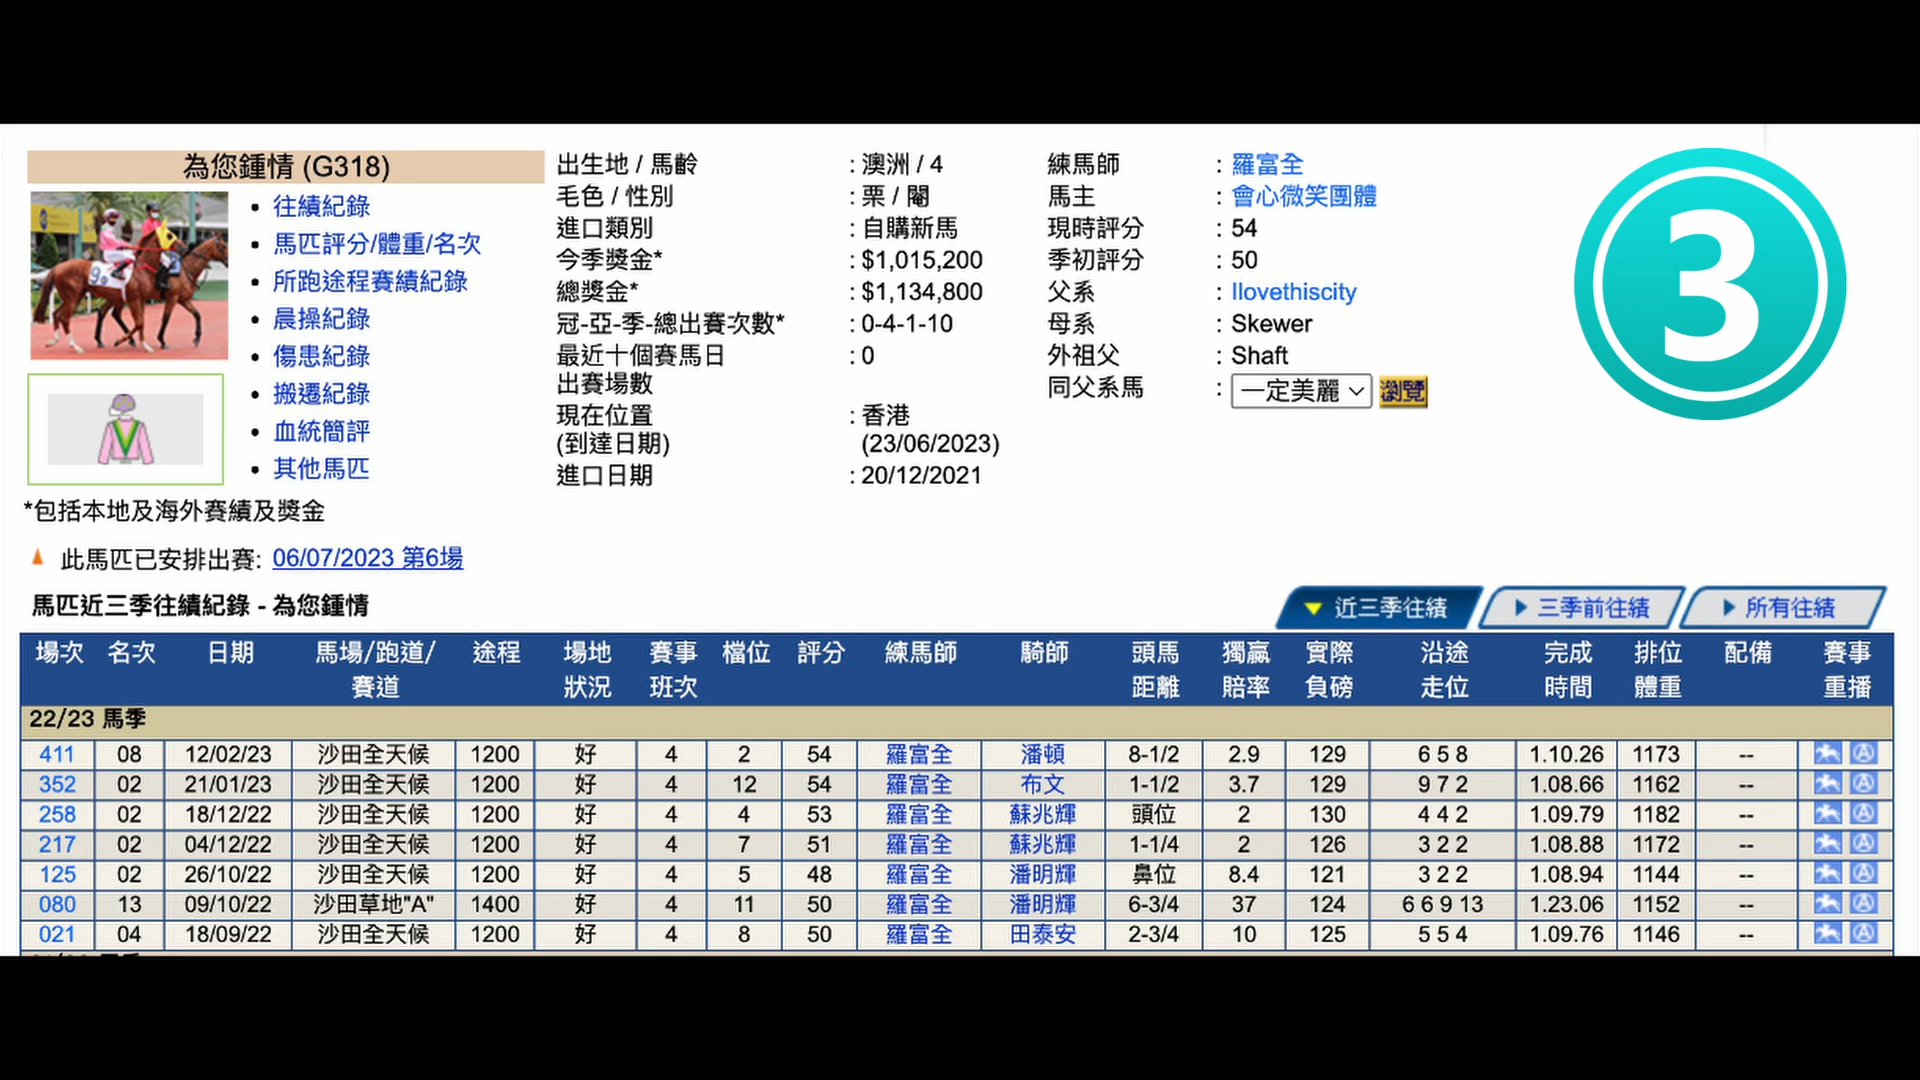 為您鍾情 (G318)
往績紀錄
馬匹評分/體重/名次
所跑途程賽績紀錄
晨操紀錄
傷患紀錄
搬遷紀錄
血統簡評
其他馬匹
出生地 / 馬齡 : 澳洲 / 4
毛色 / 性別 : 栗 / 閹
進口類別 : 自購新馬
今季獎金* : $1,015,200
總獎金* : $1,134,800
冠-亞-季-總出賽次數* : 0-4-1-10
最近十個賽馬日 : 0
出賽場數
現在位置 : 香港
(到達日期) (23/06/2023)
進口日期 : 20/12/2021
練馬師 : 羅富全
馬主 : 會心微笑團體
現時評分 : 54
季初評分 : 50
父系 : Ilovethiscity
母系 : Skewer
外祖父 : Shaft
同父系馬 : 一定美麗 瀏覽
3
*包括本地及海外賽績及獎金
此馬匹已安排出賽: 06/07/2023 第6場
馬匹近三季往績紀錄 - 為您鍾情
近三季往績 三季前往績 所有往績
場次 名次 日期 馬場/跑道/ 途程 場地 賽事 檔位 評分 練馬師 騎師 頭馬 獨贏 實際 沿途 完成 排位 配備 賽事
賽道 狀況 班次 距離 賠率 負磅 走位 時間 體重 重播
22/23 馬季
411 08 12/02/23 沙田全天候 1200 好 4 2 54 羅富全 潘頓 8-1/2 2.9 129 6 5 8 1.10.26 1173 --
352 02 21/01/23 沙田全天候 1200 好 4 12 54 羅富全 布文 1-1/2 3.7 129 9 7 2 1.08.66 1162 --
258 02 18/12/22 沙田全天候 1200 好 4 4 53 羅富全 蘇兆輝 頭位 2 130 4 4 2 1.09.79 1182 --
217 02 04/12/22 沙田全天候 1200 好 4 7 51 羅富全 蘇兆輝 1-1/4 2 126 3 2 2 1.08.88 1172 --
125 02 26/10/22 沙田全天候 1200 好 4 5 48 羅富全 潘明輝 鼻位 8.4 121 3 2 2 1.08.94 1144 --
080 13 09/10/22 沙田草地"A" 1400 好 4 11 50 羅富全 潘明輝 6-3/4 37 124 6 6 9 13 1.23.06 1152 --
021 04 18/09/22 沙田全天候 1200 好 4 8 50 羅富全 田泰安 2-3/4 10 125 5 5 4 1.09.76 1146 --